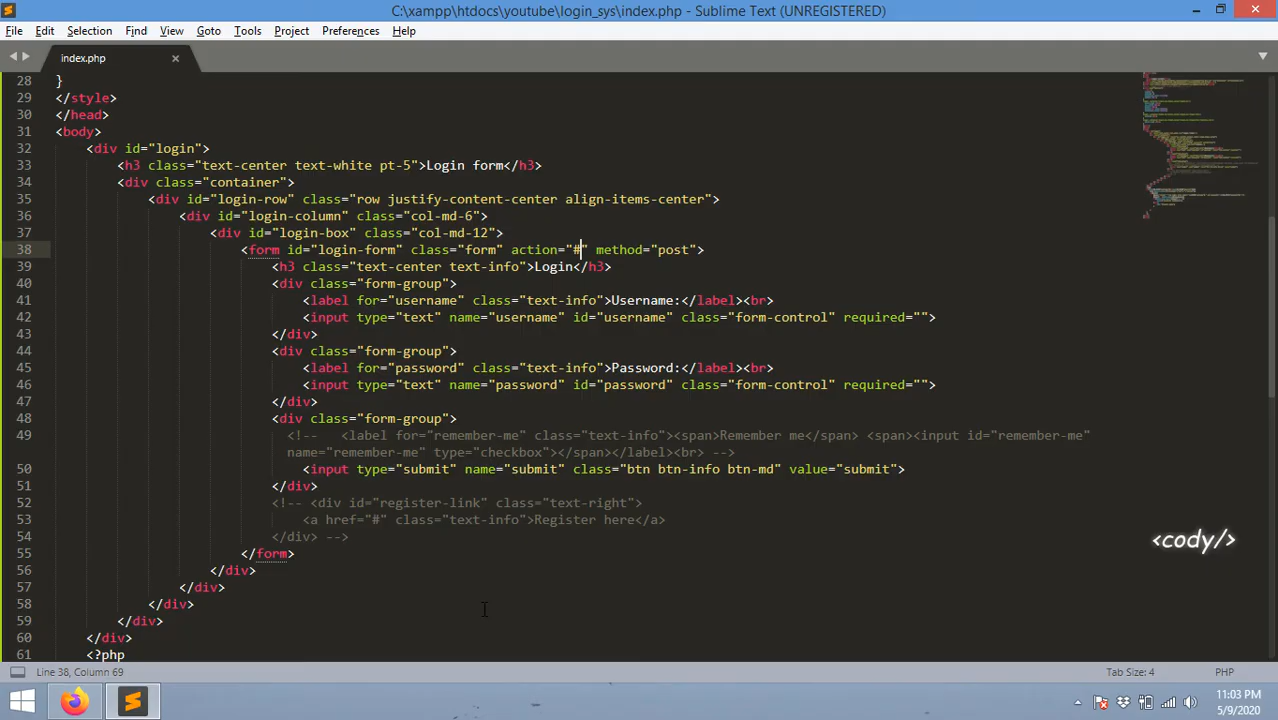 C:\xampp\htdocs\youtube\login_sys\index.php - Sublime Text (UNREGISTERED)
File Edit Selection Find View Goto Tools Project Preferences Help
index.php
28 }
29 </style>
30 </head>
31 <body>
32 <div id="login">
33 <h3 class="text-center text-white pt-5">Login form</h3>
34 <div class="container">
35 <div id="login-row" class="row justify-content-center align-items-center">
36 <div id="login-column" class="col-md-6">
37 <div id="login-box" class="col-md-12">
38 <form id="login-form" class="form" action="#" method="post">
39 <h3 class="text-center text-info">Login</h3>
40 <div class="form-group">
41 <label for="username" class="text-info">Username:</label><br>
42 <input type="text" name="username" id="username" class="form-control" required="">
43 </div>
44 <div class="form-group">
45 <label for="password" class="text-info">Password:</label><br>
46 <input type="text" name="password" id="password" class="form-control" required="">
47 </div>
48 <div class="form-group">
49 <!-- <label for="remember-me" class="text-info"><span>Remember me</span> <span><input id="remember-me"
name="remember-me" type="checkbox"></span></label><br> -->
50 <input type="submit" name="submit" class="btn btn-info btn-md" value="submit">
51 </div>
52 <!-- <div id="register-link" class="text-right">
53 <a href="#" class="text-info">Register here</a>
54 </div> -->
55 </form>
56 </div>
57 </div>
58 </div>
59 </div>
60 </div>
61 <?php
<cody/>
Line 38, Column 69 Tab Size: 4 PHP
11:03 PM
5/9/2020